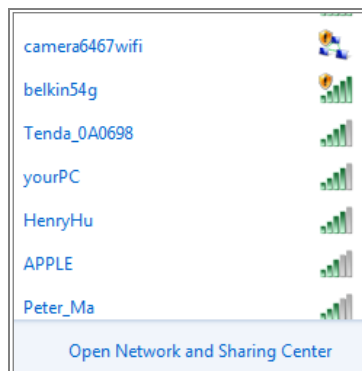 camera6467wifi
belkin54g
Tenda_0A0698
yourPC
HenryHu
APPLE
Peter_Ma
Open Network and Sharing Center